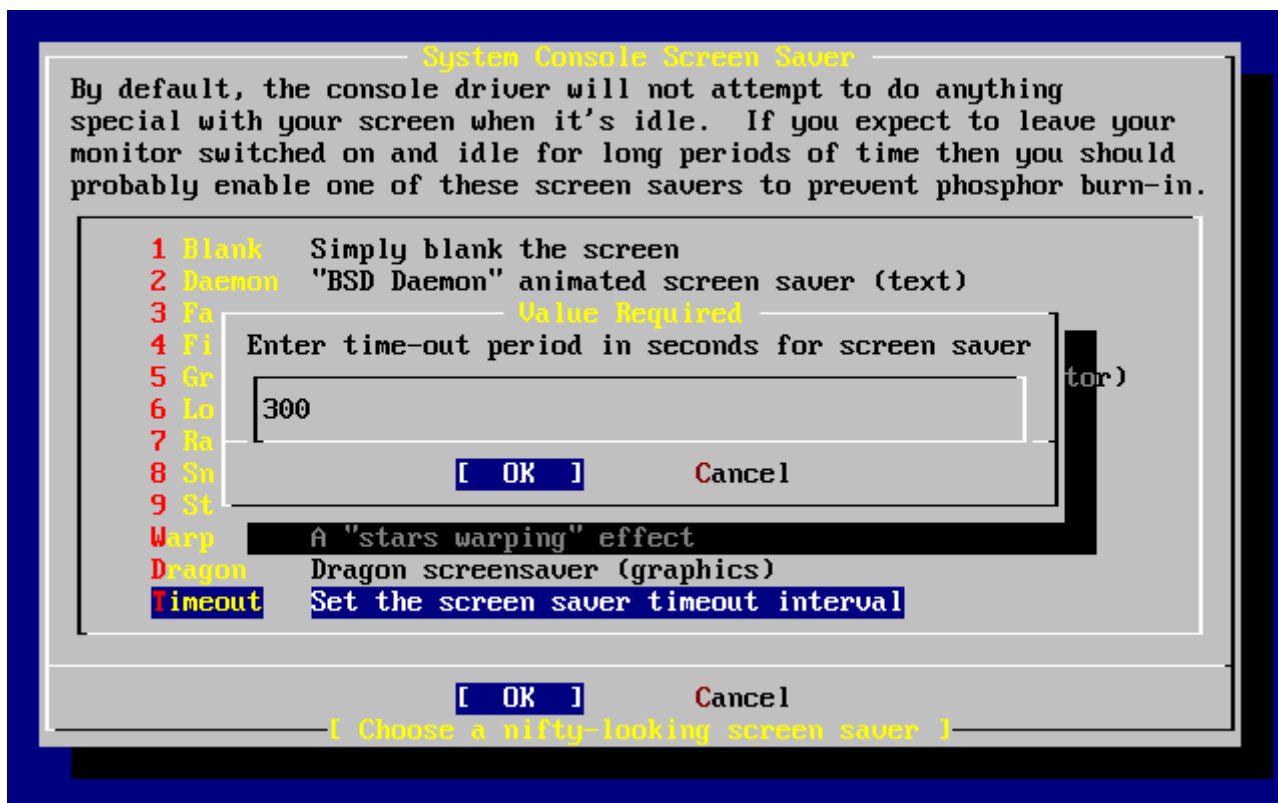 System Console Screen Saver
By default, the console driver will not attempt to do anything
special with your screen when it's idle.  If you expect to leave your
monitor switched on and idle for long periods of time then you should
probably enable one of these screen savers to prevent phosphor burn-in.
1 Blank Simply blank the screen
2 Daemon "BSD Daemon" animated screen saver (text)
3 Fa
Value Required
4 Fi
Enter time-out period in seconds for screen saver
5 Gr
tor)
6 Lo
300
7 Ra
8 Sn
[ OK ] Cancel
9 St
Warp A "stars warping" effect
Dragon Dragon screensaver (graphics)
Timeout Set the screen saver timeout interval
[ OK ] Cancel
[ Choose a nifty-looking screen saver ]